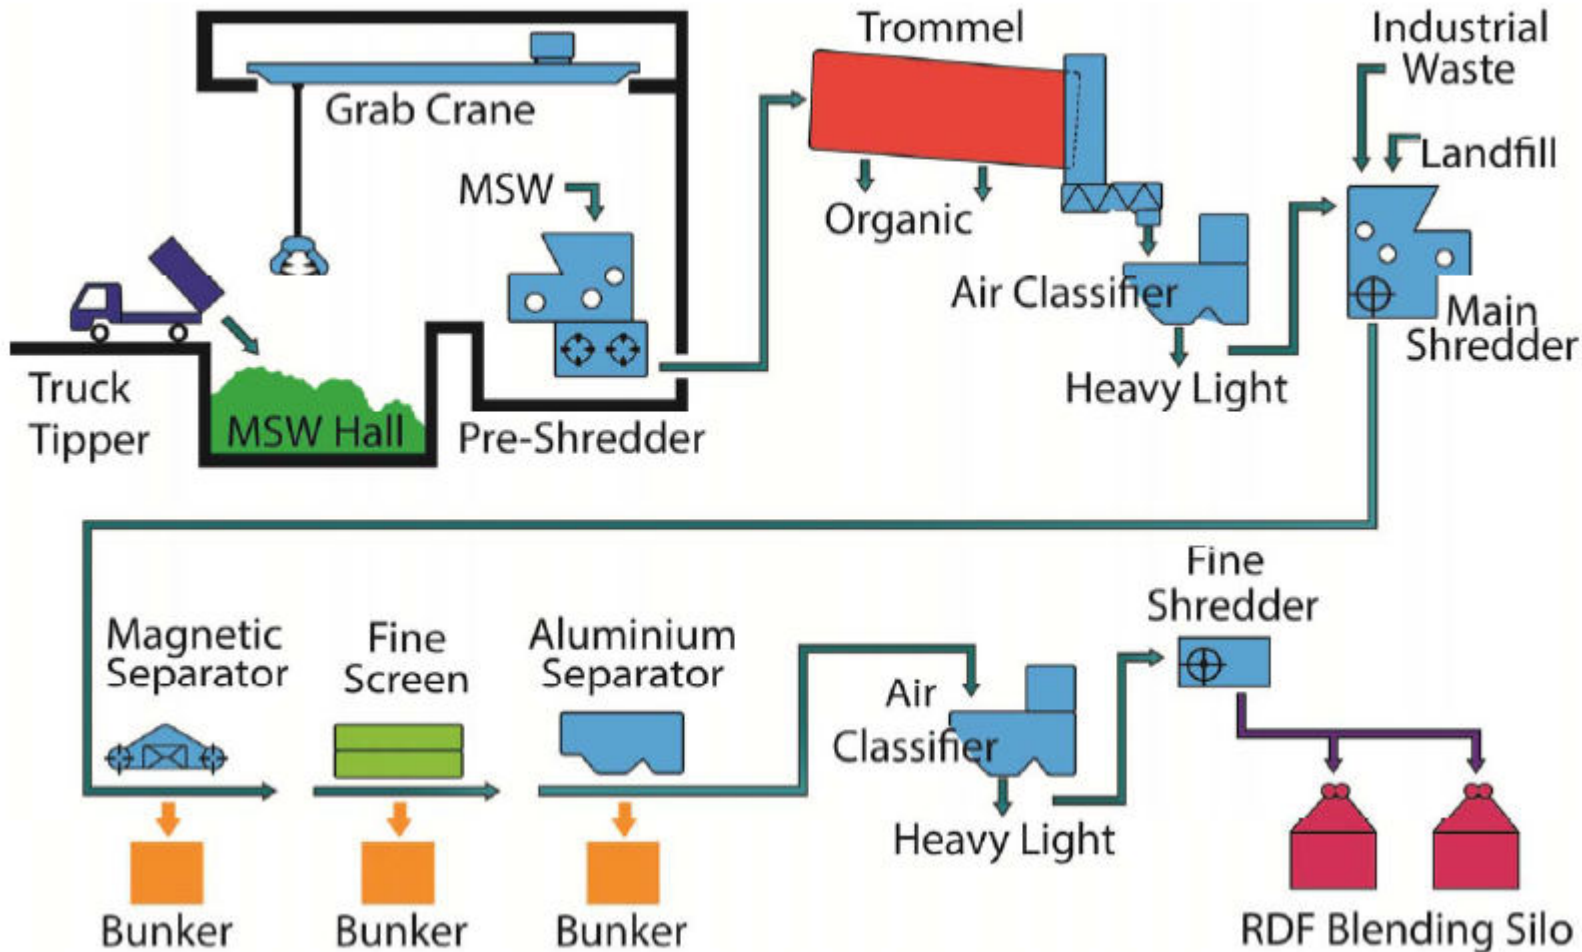 Trommel
Industrial
Waste
Grab Crane
Landfill
MSW
Organic
Air Classifier
Main
Shredder
Heavy Light
Truck
Tipper
MSW Hall
Pre-Shredder
Fine
Shredder
Magnetic
Separator
Fine
Screen
Aluminium
Separator
Air
Classifier
Heavy Light
Bunker
Bunker
Bunker
RDF Blending Silo